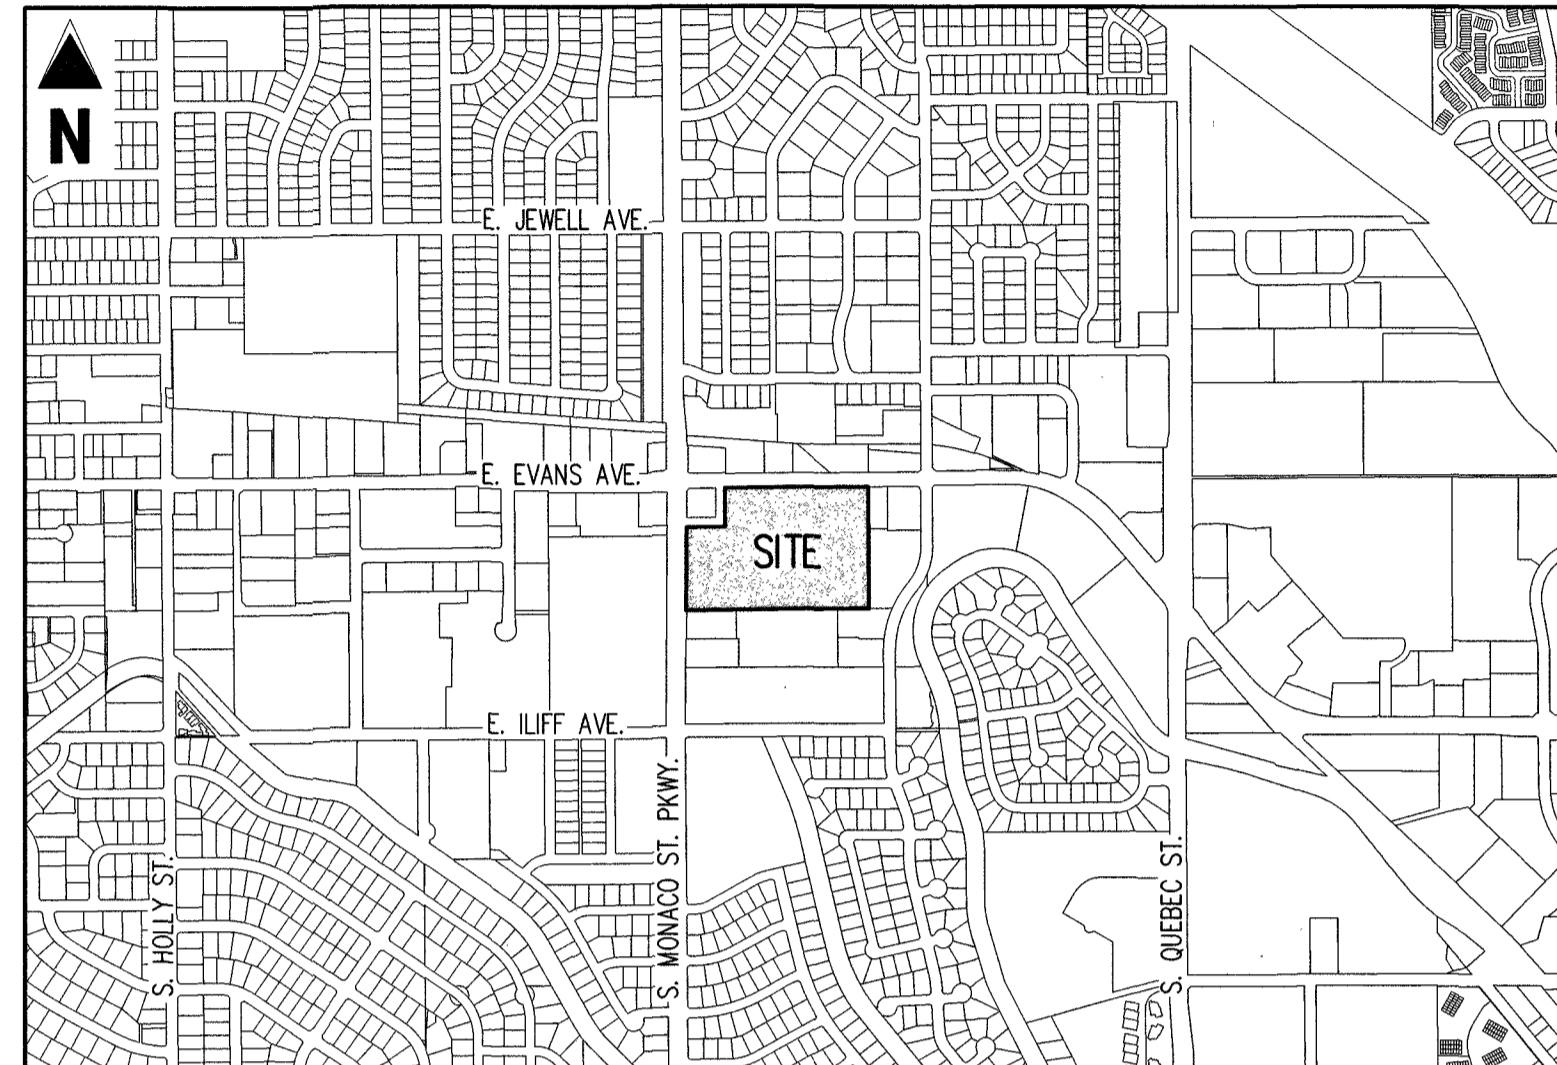 N
E. JEWELL AVE.
E. EVANS AVE.
SITE
E. ILIFF AVE.
S. HOLLY ST.
S. MONACO ST. PKWY.
S. QUEBEC ST.